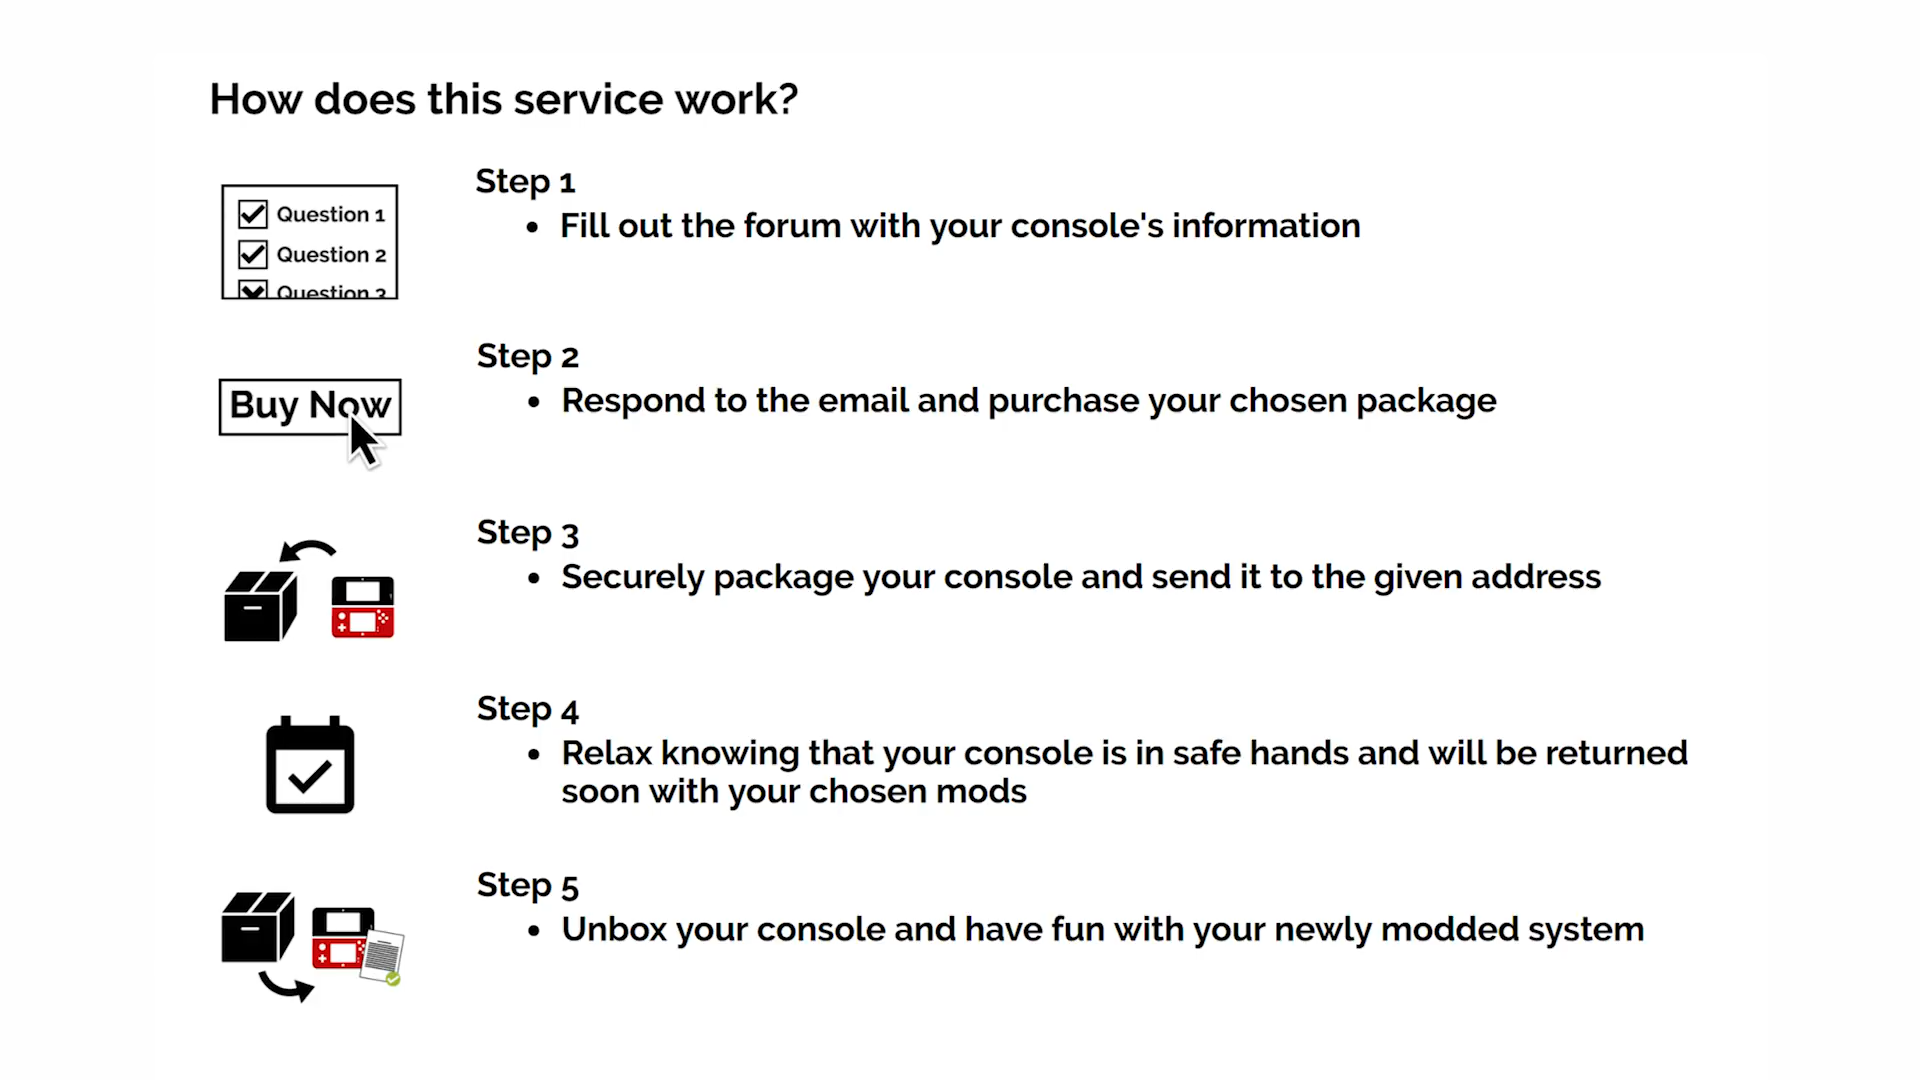 How does this service work?
Question 1
Question 2
Question 3
Step 1
• Fill out the forum with your console's information
Buy Now
Step 2
• Respond to the email and purchase your chosen package
Step 3
• Securely package your console and send it to the given address
Step 4
• Relax knowing that your console is in safe hands and will be returned
soon with your chosen mods
Step 5
• Unbox your console and have fun with your newly modded system